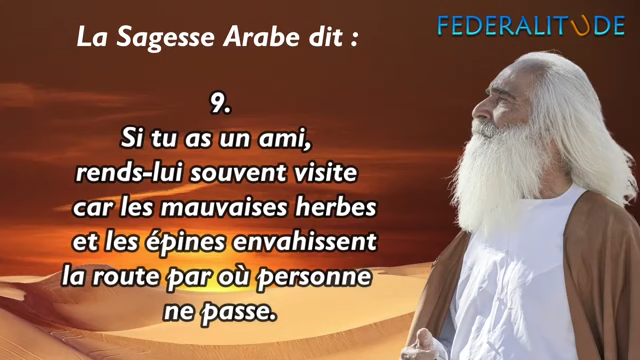 La Sagesse Arabe dit :
FEDERALITUDE
9.
Si tu as un ami,
rends-lui souvent visite
car les mauvaises herbes
et les épines envahissent
la route par où personne
ne passe.